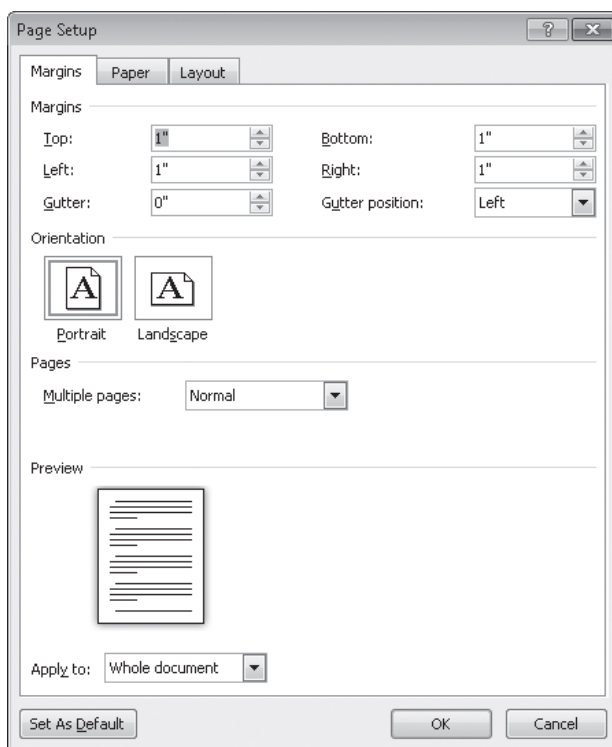 Page Setup
Margins Paper Layout
Margins
Top: 1" Bottom: 1"
Left: 1" Right: 1"
Gutter: 0" Gutter position: Left
Orientation
A A
Portrait Landscape
Pages
Multiple pages: Normal
Preview
Apply to: Whole document
Set As Default OK Cancel